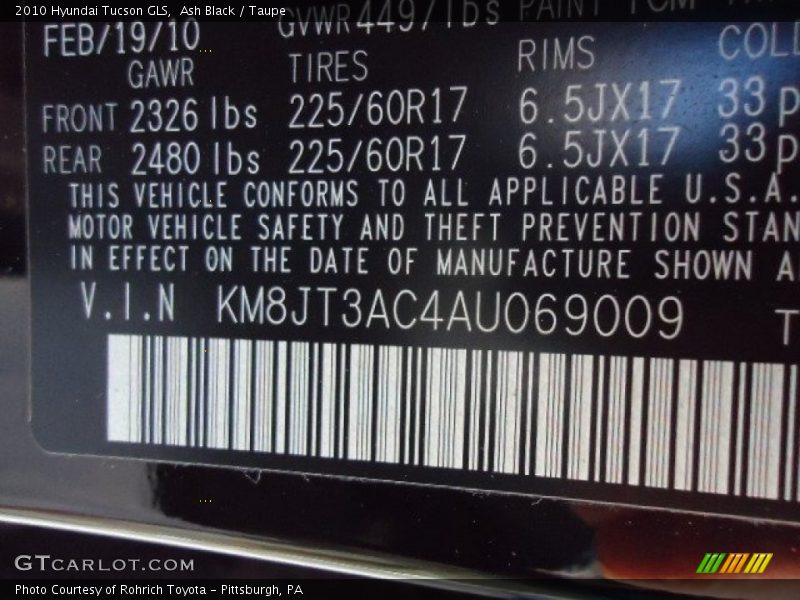 2010 Hyundai Tucson GLS,  Ash Black / Taupe
FEB/19/10 GVWR 4497 lbs PAINT
GAWR TIRES RIMS COLD
FRONT 2326 lbs 225/60R17 6.5JX17 33 p
REAR 2480 lbs 225/60R17 6.5JX17 33 p
THIS VEHICLE CONFORMS TO ALL APPLICABLE U.S.A.
MOTOR VEHICLE SAFETY AND THEFT PREVENTION STAN
IN EFFECT ON THE DATE OF MANUFACTURE SHOWN A
V.I.N KM8JT3AC4AU069009 T
GTCARLOT.COM
Photo Courtesy of Rohrich Toyota - Pittsburgh, PA